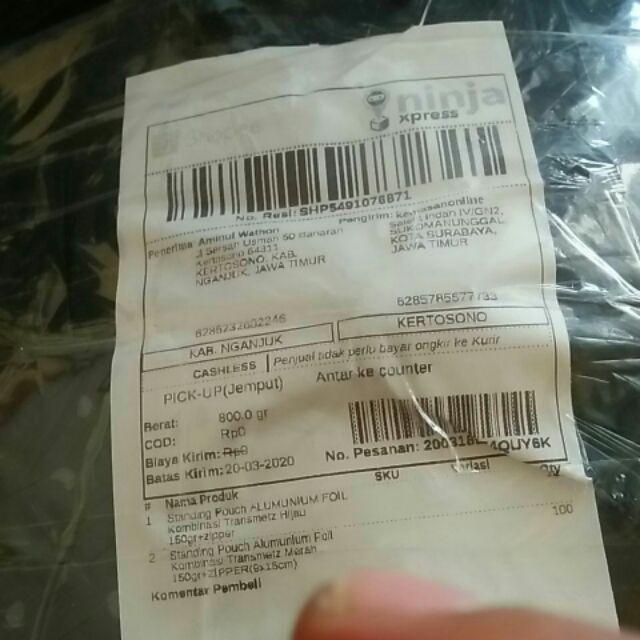 ninja
xpress
No. Resi: SHP5491076871
Penerima: Aminul Wathon
Kertosono 64311
KERTOSONO, KAB.
NGANJUK, JAWA TIMUR
Pengirim:
SUKOMANUNGGAL,
KOTA SURABAYA,
JAWA TIMUR
6285232602246
6285785577733
KAB. NGANJUK
KERTOSONO
CASHLESS
Penjual tidak perlu bayar ongkir ke Kurir
PICK-UP(Jemput)
Antar ke counter
Berat: 800.0 gr
COD: Rp0
Biaya Kirim: Rp0
Batas Kirim: 20-03-2020
No. Pesanan:
# Nama Produk SKU Qty
1 Standing Pouch ALUMUNIUM FOIL
Kombinasi Transmetz Hijau
150gr+zipper
100
2 Standing Pouch Alumunium Foil
Kombinasi Transmetz Merah
150gr+ZIPPER(9x15cm)
Komentar Pembeli